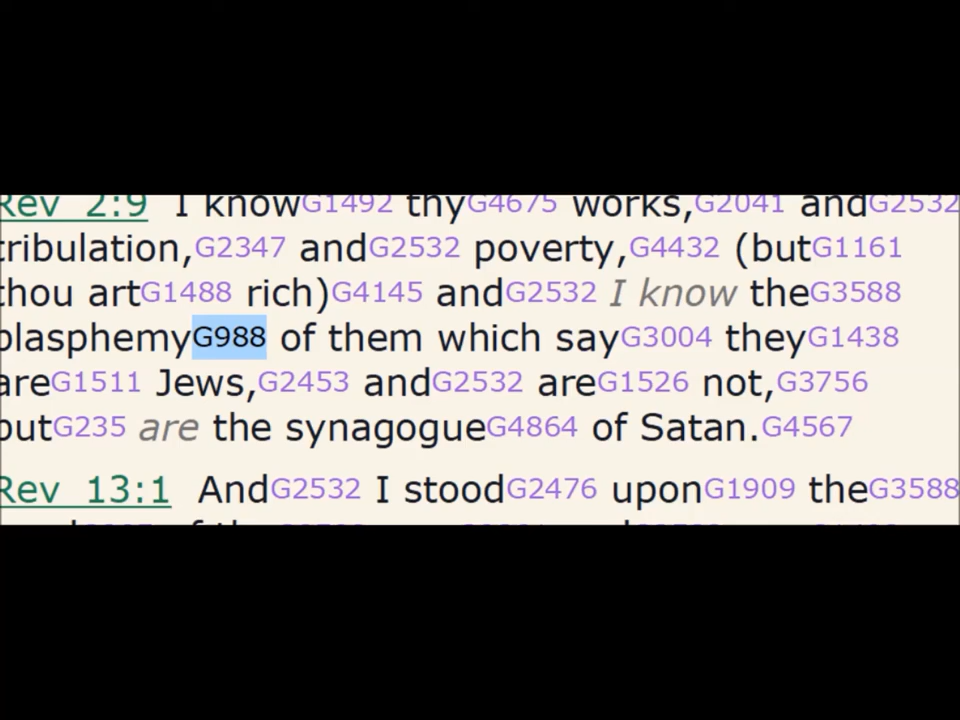 Rev 2:9 I knowG1492 thyG4675 works,G2041 andG2532
tribulation,G2347 andG2532 poverty,G4432 (butG1161
thou artG1488 rich)G4145 andG2532 I know theG3588
blasphemyG988 of them which sayG3004 theyG1438
areG1511 Jews,G2453 andG2532 areG1526 not,G3756
butG235 are the synagogueG4864 of Satan.G4567
Rev 13:1 AndG2532 I stoodG2476 uponG1909 theG3588